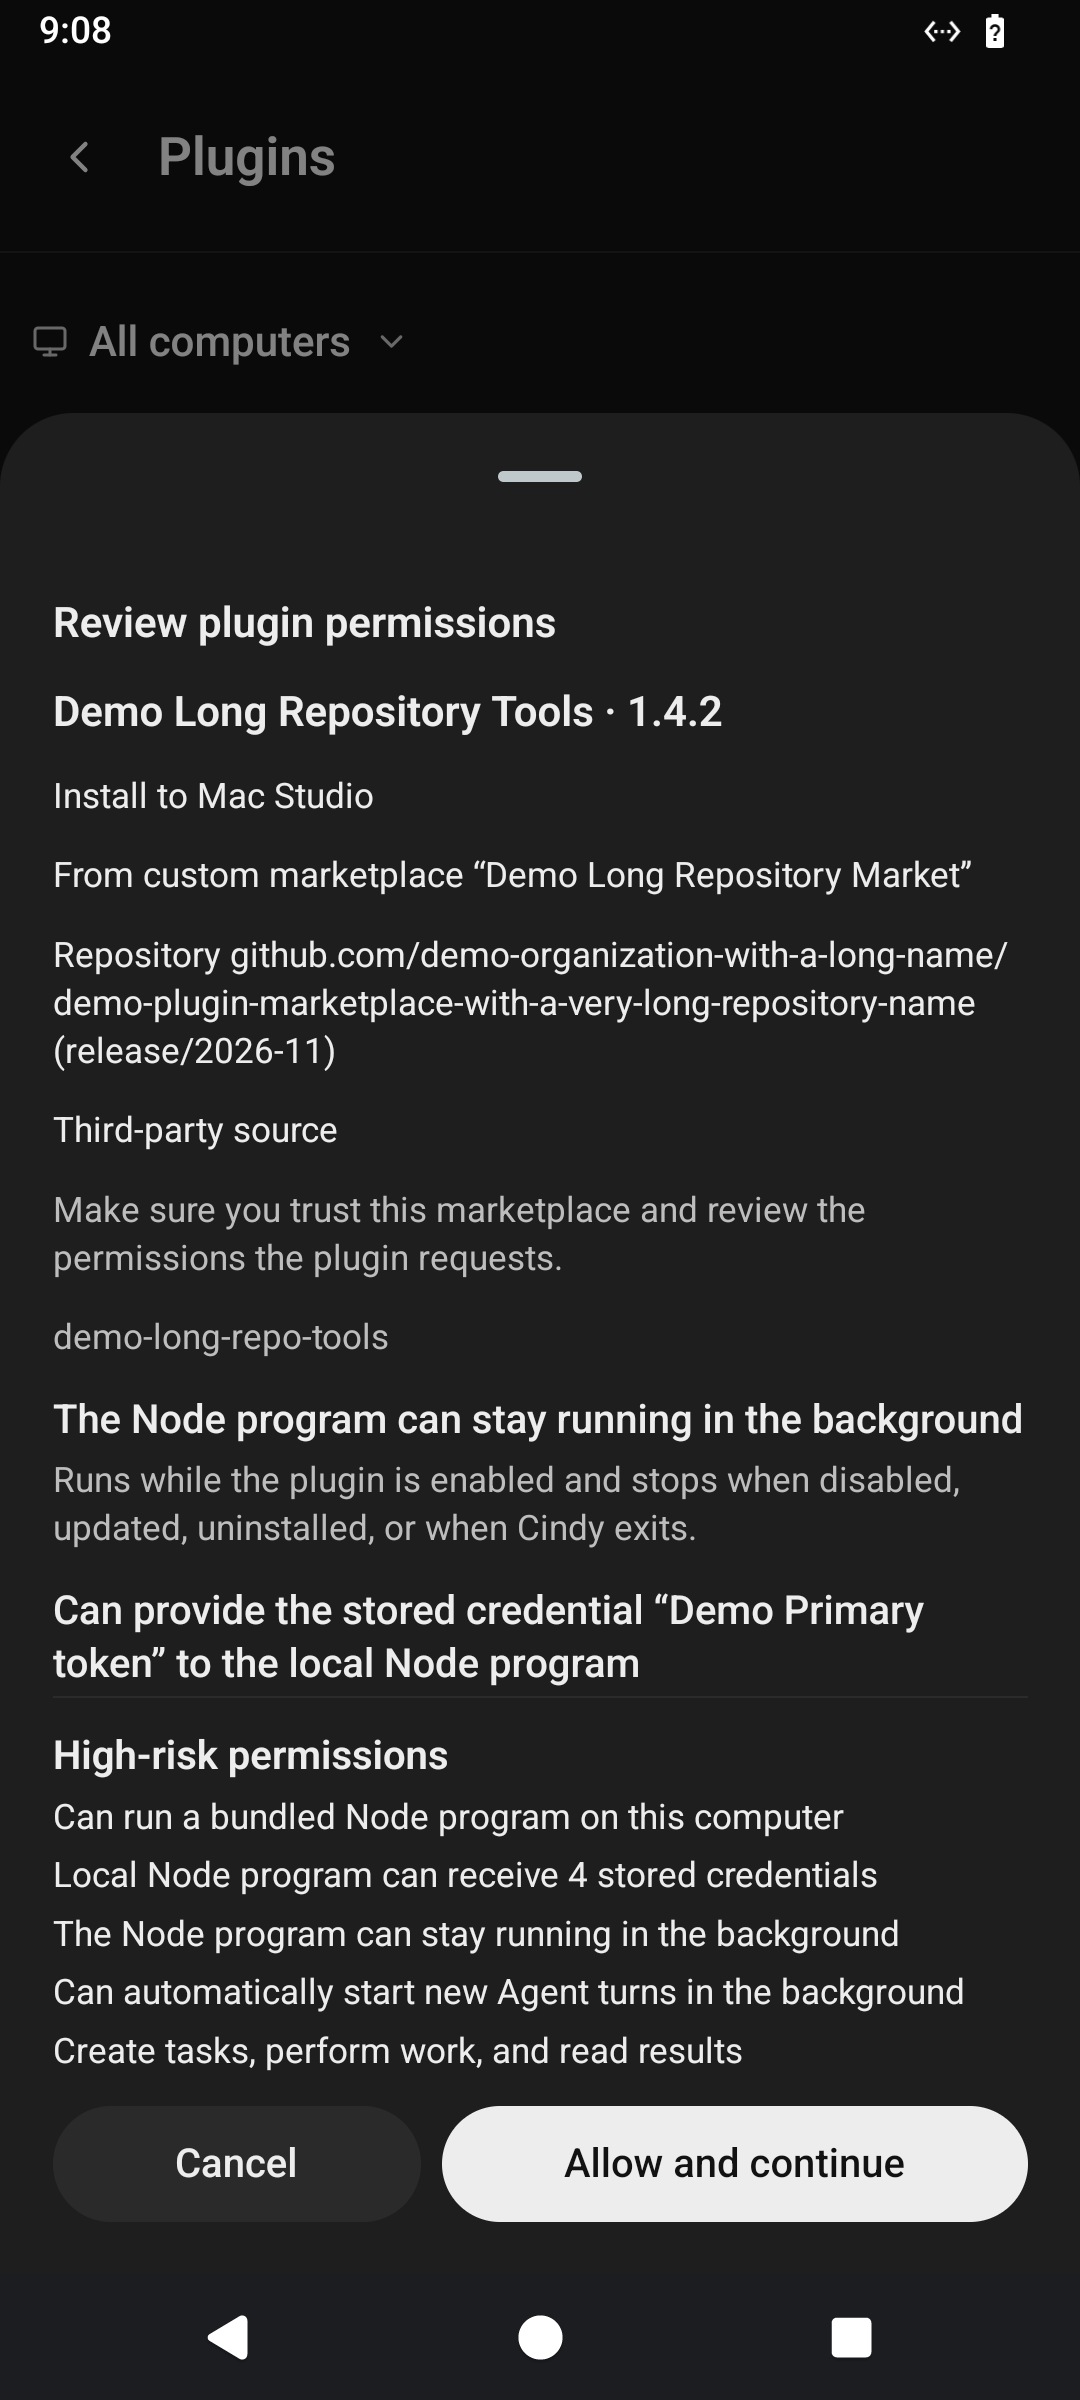 9:08
Plugins
All computers
Review plugin permissions
Demo Long Repository Tools · 1.4.2
Install to Mac Studio
From custom marketplace “Demo Long Repository Market”
Repository github.com/demo-organization-with-a-long-name/
demo-plugin-marketplace-with-a-very-long-repository-name
(release/2026-11)
Third-party source
Make sure you trust this marketplace and review the
permissions the plugin requests.
demo-long-repo-tools
The Node program can stay running in the background
Runs while the plugin is enabled and stops when disabled,
updated, uninstalled, or when Cindy exits.
Can provide the stored credential “Demo Primary
token” to the local Node program
High-risk permissions
Can run a bundled Node program on this computer
Local Node program can receive 4 stored credentials
The Node program can stay running in the background
Can automatically start new Agent turns in the background
Create tasks, perform work, and read results
Cancel
Allow and continue